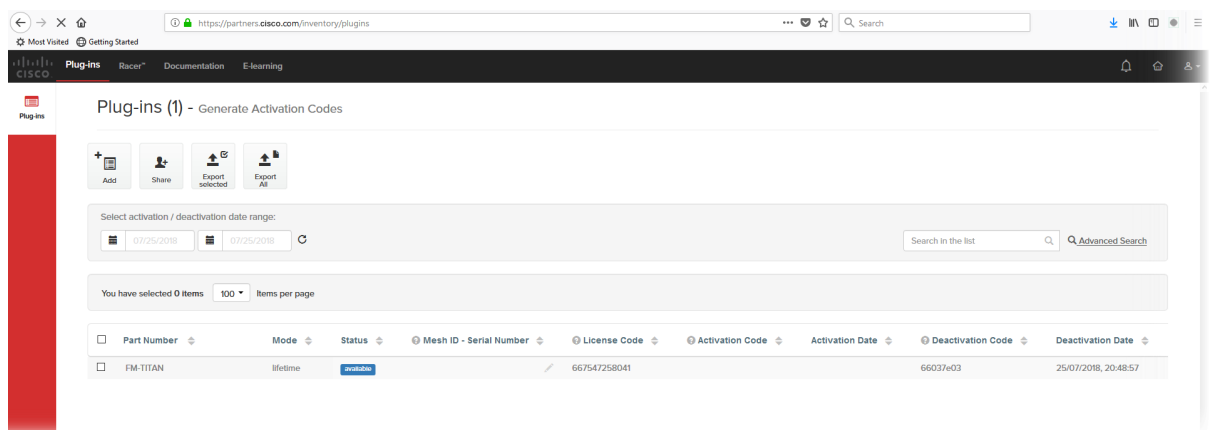 https://partners.cisco.com/inventory/plugins
Search
Most Visited Getting Started
CISCO Plug-ins Racer™ Documentation E-learning
Plug-ins
Plug-ins (1) - Generate Activation Codes
Add Share Export selected Export All
Select activation / deactivation date range:
07/25/2018 07/25/2018 Search in the list Advanced Search
You have selected 0 items 100 Items per page
Part Number Mode Status Mesh ID - Serial Number License Code Activation Code Activation Date Deactivation Code Deactivation Date
FM-TITAN lifetime available 667547258041 66037e03 25/07/2018, 20:48:57